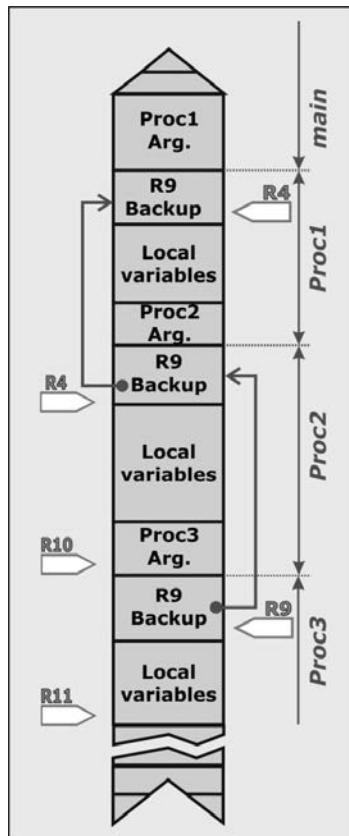 Proc1
Arg.
main
R9
Backup
R4
Local
variables
Proc1
Proc2
Arg.
R9
Backup
R4
Local
variables
Proc2
R10
Proc3
Arg.
R9
Backup
R9
Proc3
Local
variables
R11